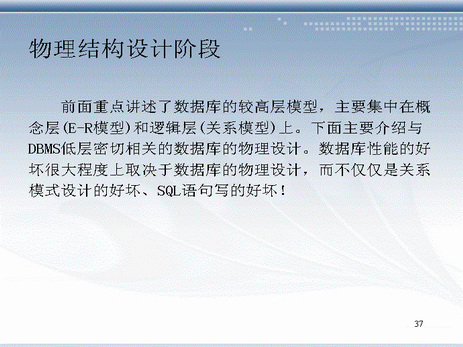 物理结构设计阶段
前面重点讲述了数据库的较高层模型，主要集中在概
念层(E-R模型)和逻辑层(关系模型)上。下面主要介绍与
DBMS低层密切相关的数据库的物理设计。数据库性能的好
坏很大程度上取决于数据库的物理设计，而不仅仅是关系
模式设计的好坏、SQL语句写的好坏！
37